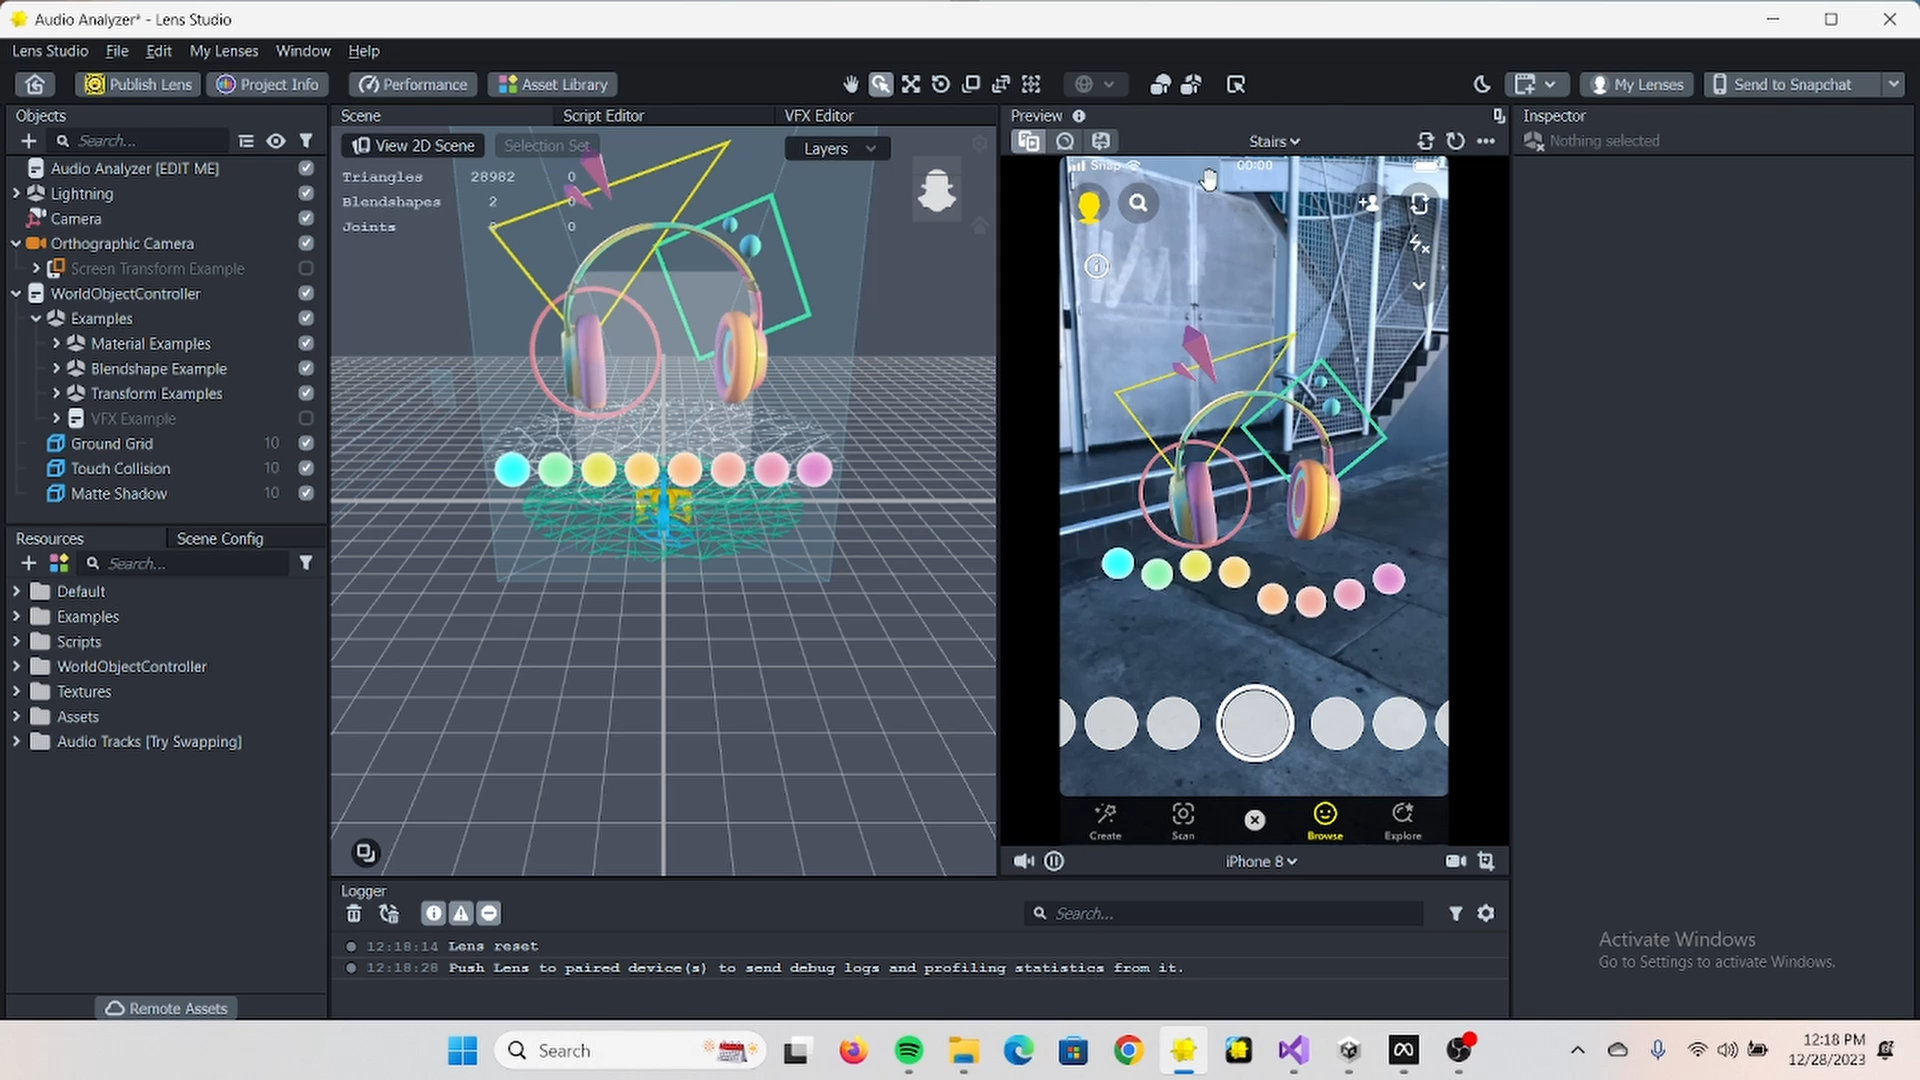 Audio Analyzer* - Lens Studio
Lens Studio File Edit My Lenses Window Help
Publish Lens Project Info Performance Asset Library My Lenses Send to Snapchat
Objects
Search...
Audio Analyzer [EDIT ME]
Lightning
Camera
Orthographic Camera
Screen Transform Example
WorldObjectController
Examples
Material Examples
Blendshape Example
Transform Examples
VFX Example
Ground Grid 10
Touch Collision 10
Matte Shadow 10
Resources Scene Config
Search...
Default
Examples
Scripts
WorldObjectController
Textures
Assets
Audio Tracks [Try Swapping]
Remote Assets
Scene Script Editor VFX Editor
View 2D Scene Selection Set Layers
Triangles 28982 0
Blendshapes 2 0
Joints 0 0
Preview
Stairs
Snap 00:00
Create Scan Browse Explore
iPhone 8
Logger
Search...
12:18:14 Lens reset
12:18:28 Push Lens to paired device(s) to send debug logs and profiling statistics from it.
Inspector
Nothing selected
Activate Windows
Go to Settings to activate Windows.
Search
12:18 PM
12/28/2023